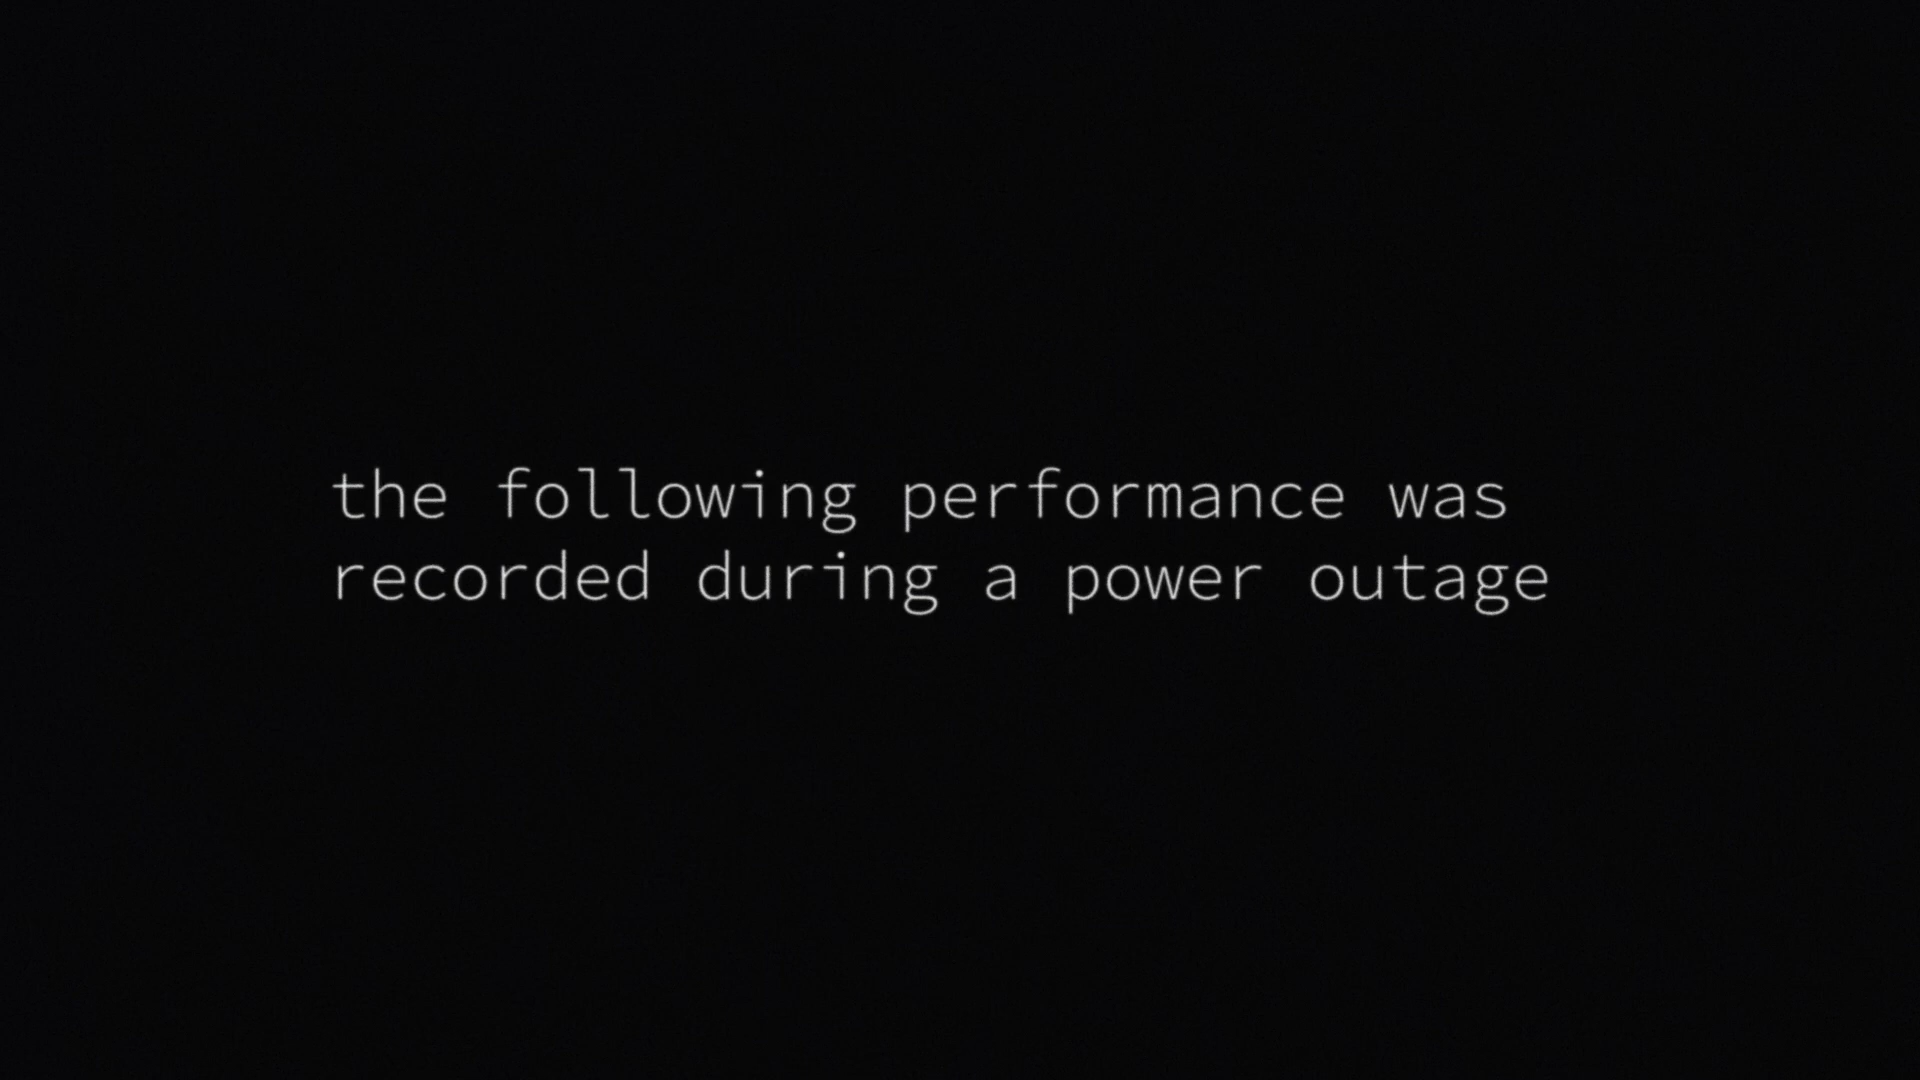 the following performance was
recorded during a power outage